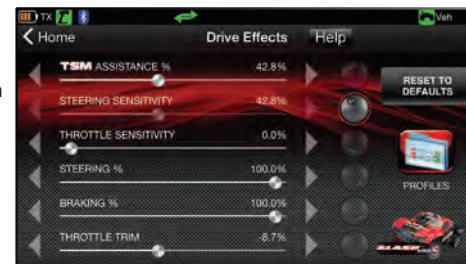 TX Veh
Home Drive Effects Help
TSM ASSISTANCE % 42.8%
STEERING SENSITIVITY 42.8%
THROTTLE SENSITIVITY 0.0%
STEERING % 100.0%
BRAKING % 100.0%
THROTTLE TRIM -8.7%
RESET TO
DEFAULTS
PROFILES
SLASH